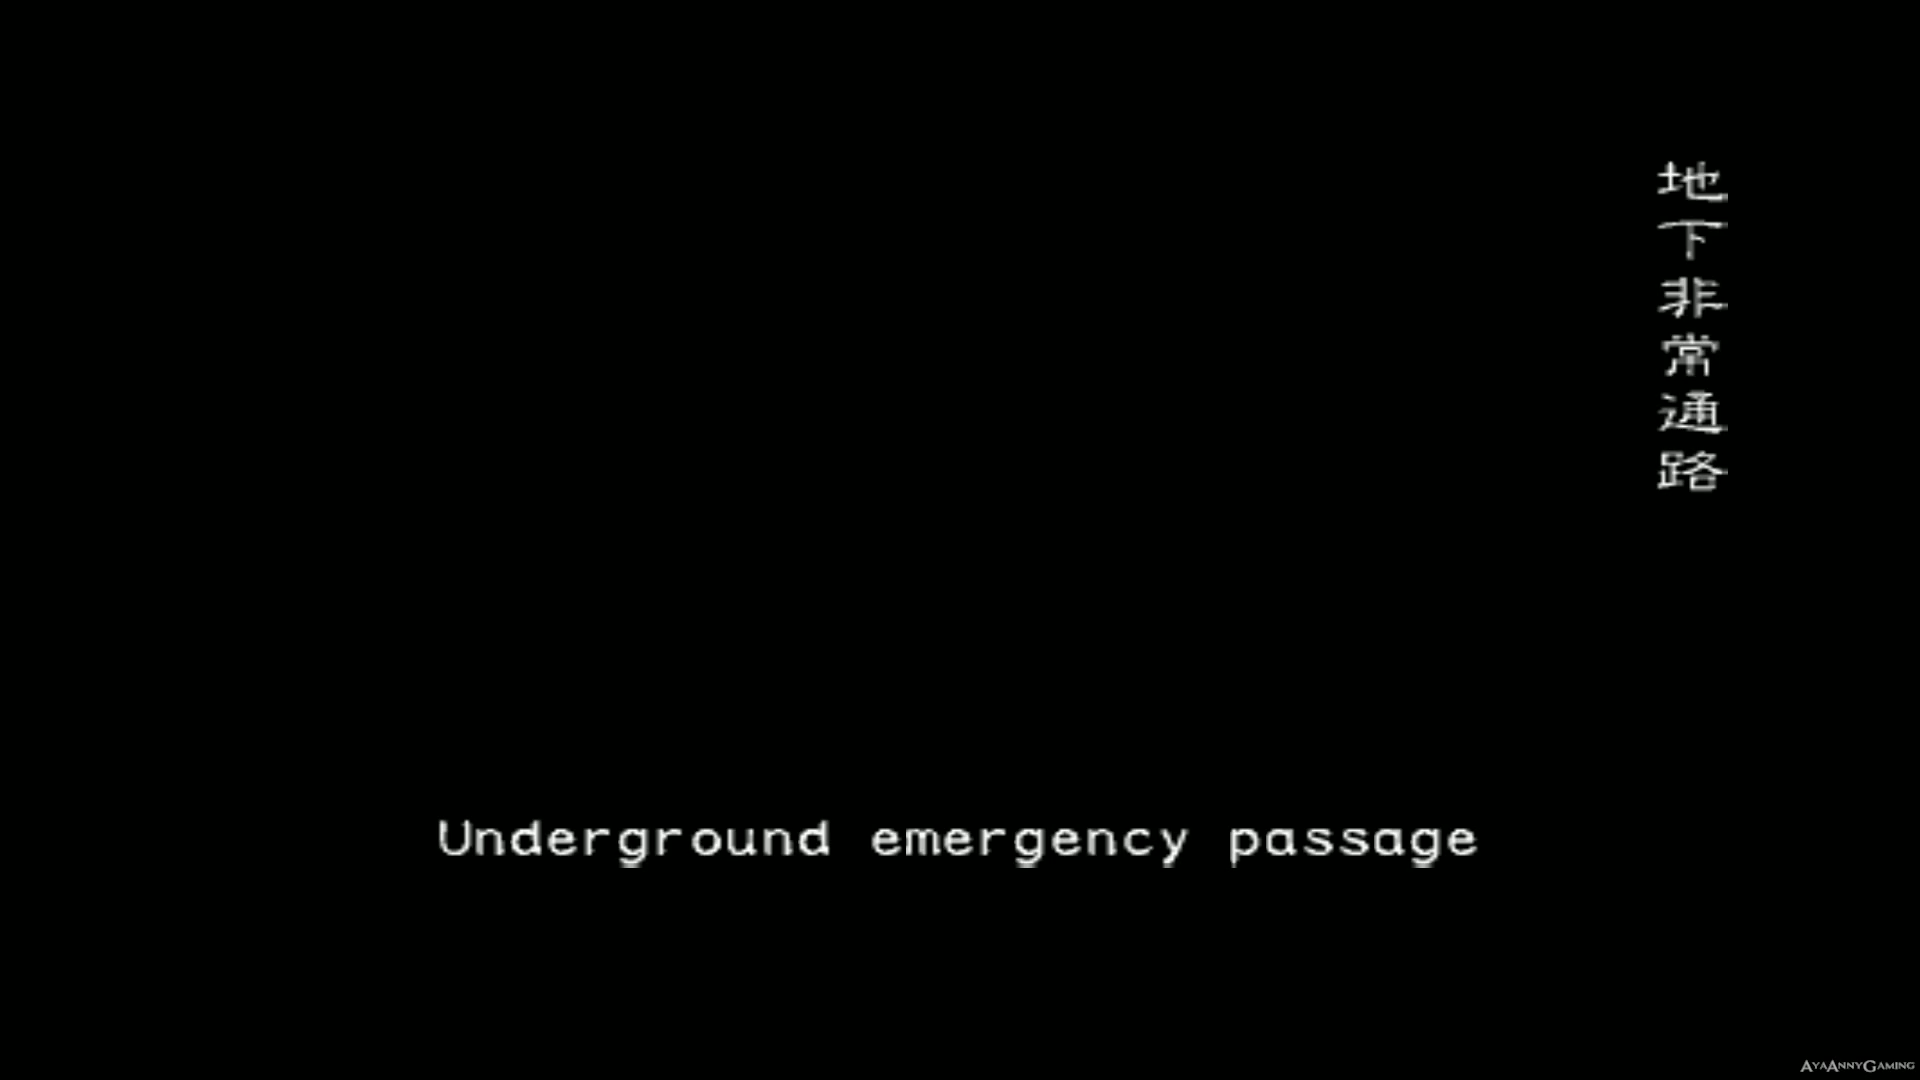 地下非常通路
Underground emergency passage
AyaAnnyGaming